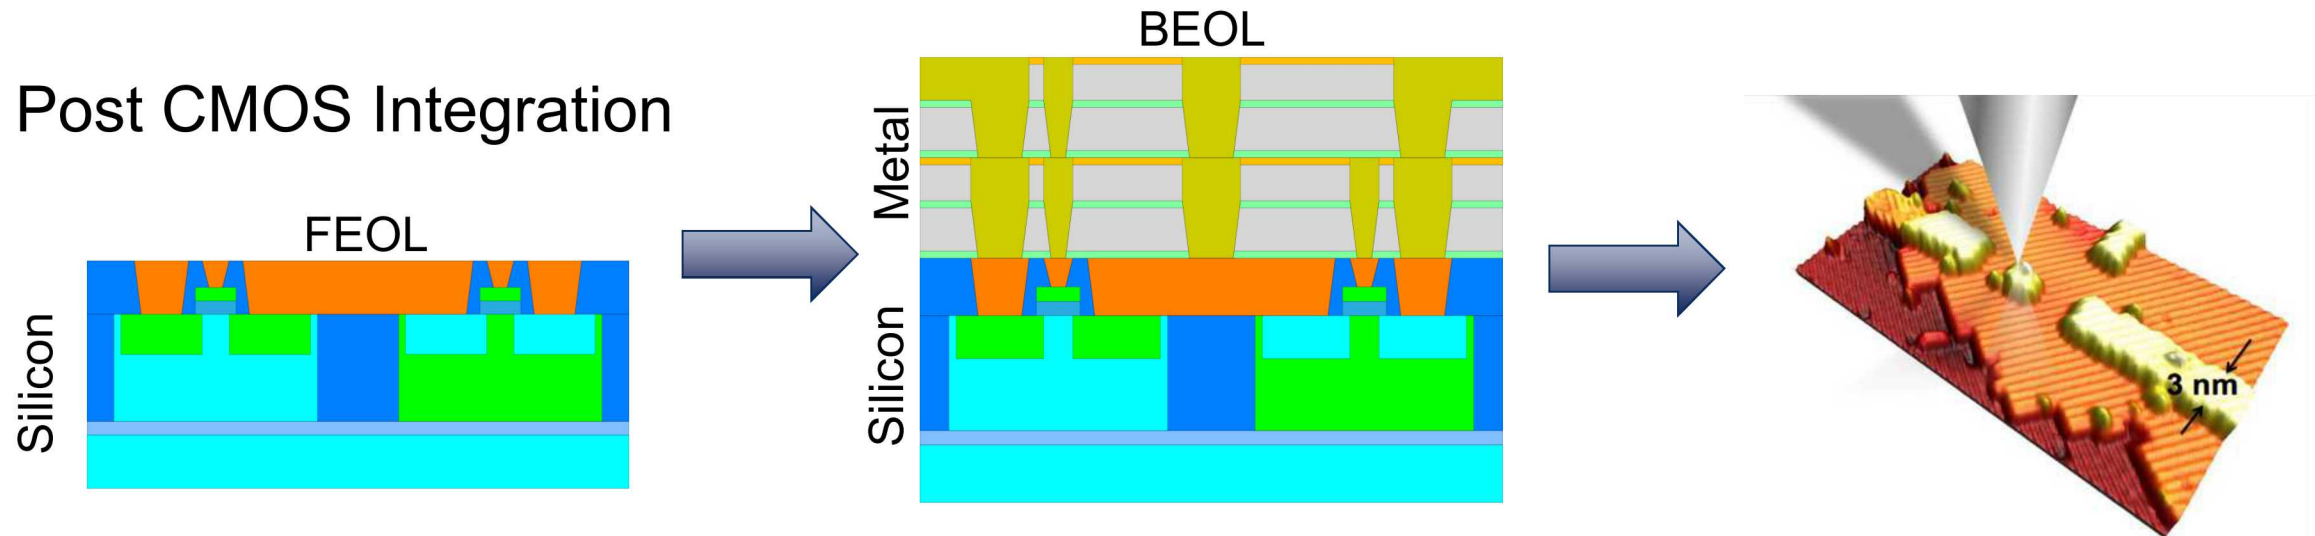 Post CMOS Integration
FEOL
Silicon
BEOL
Metal
Silicon
3 nm